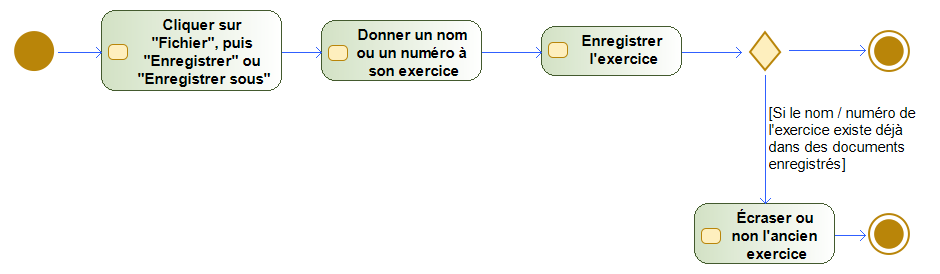 Cliquer sur
"Fichier", puis
"Enregistrer" ou
"Enregistrer sous"
Donner un nom
ou un numéro à
son exercice
Enregistrer
l'exercice
[Si le nom / numéro de
l'exercice existe déjà
dans des documents
enregistrés]
Écraser ou
non l'ancien
exercice